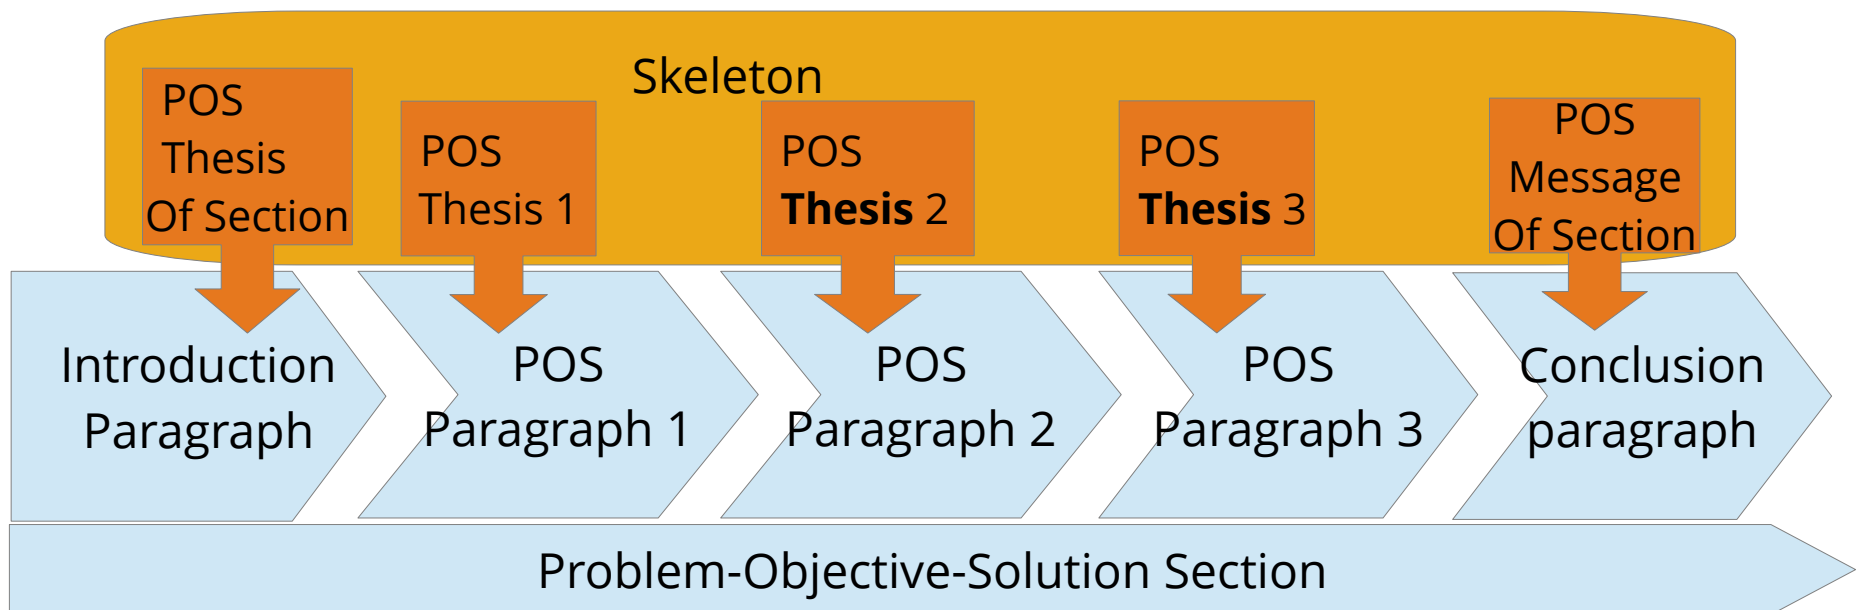 Skeleton
POS
Thesis
Of Section
POS
Thesis 1
POS
Thesis 2
POS
Thesis 3
POS
Message
Of Section
Introduction
Paragraph
POS
Paragraph 1
POS
Paragraph 2
POS
Paragraph 3
Conclusion
paragraph
Problem-Objective-Solution Section